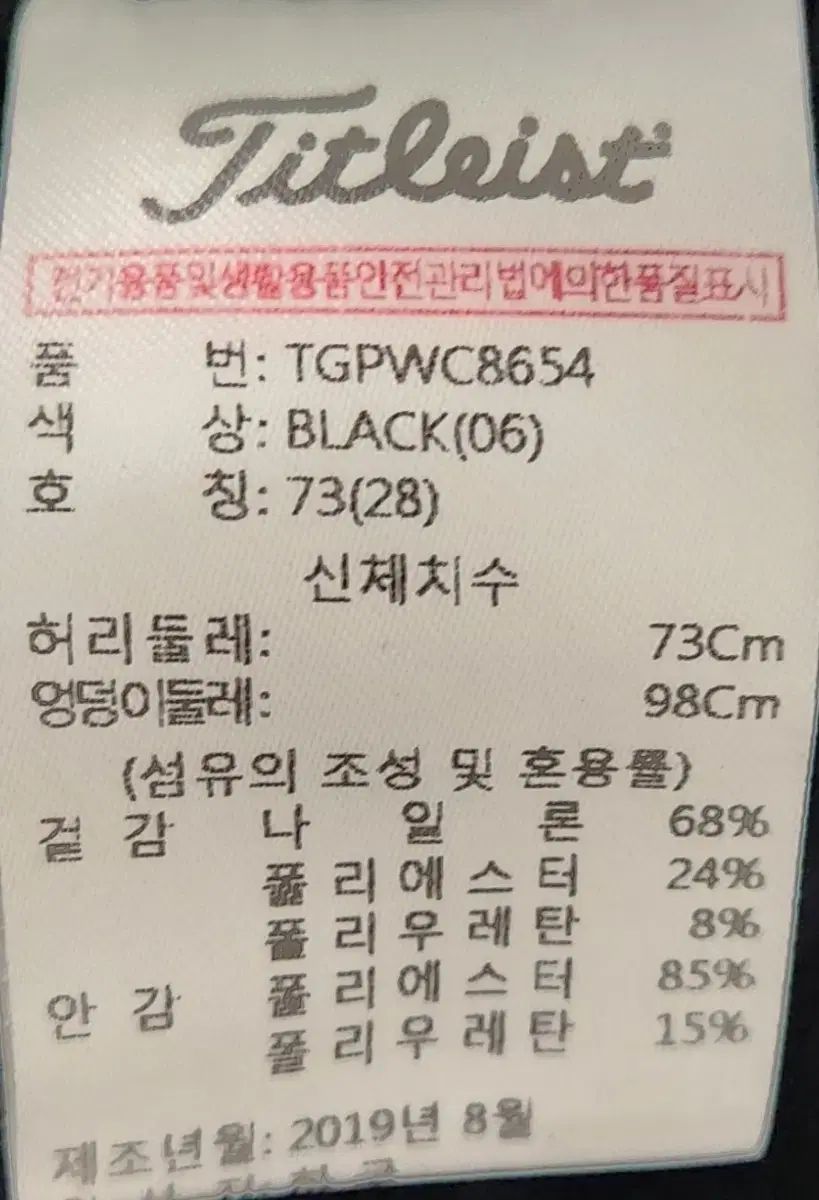 Titleist
전기용품및생활용품안전관리법에의한품질표시
품 번: TGPWC8654
색 상: BLACK(06)
호 칭: 73(28)
신체치수
허리둘레: 73Cm
엉덩이둘레: 98Cm
(섬유의 조성 및 혼용률)
겉 감 나 일 론 68%
폴 리 에 스 터 24%
폴 리 우 레 탄 8%
안 감 폴 리 에 스 터 85%
폴 리 우 레 탄 15%
제조년월: 2019년 8월